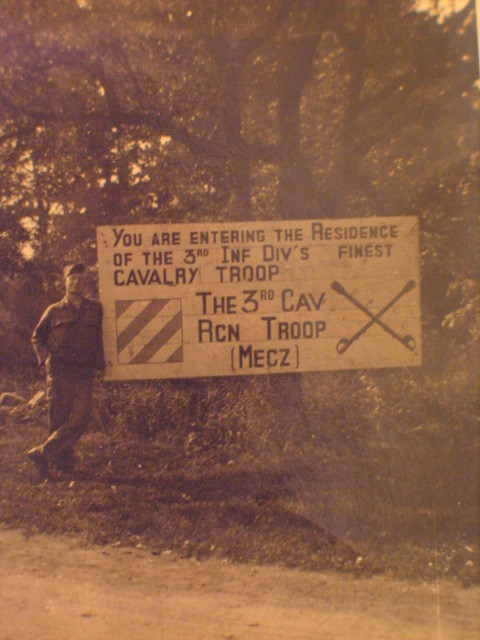 YOU ARE ENTERING THE RESIDENCE
OF THE 3RD INF DIV'S FINEST
CAVALRY TROOP
THE 3RD CAV
RCN TROOP
(MECZ)